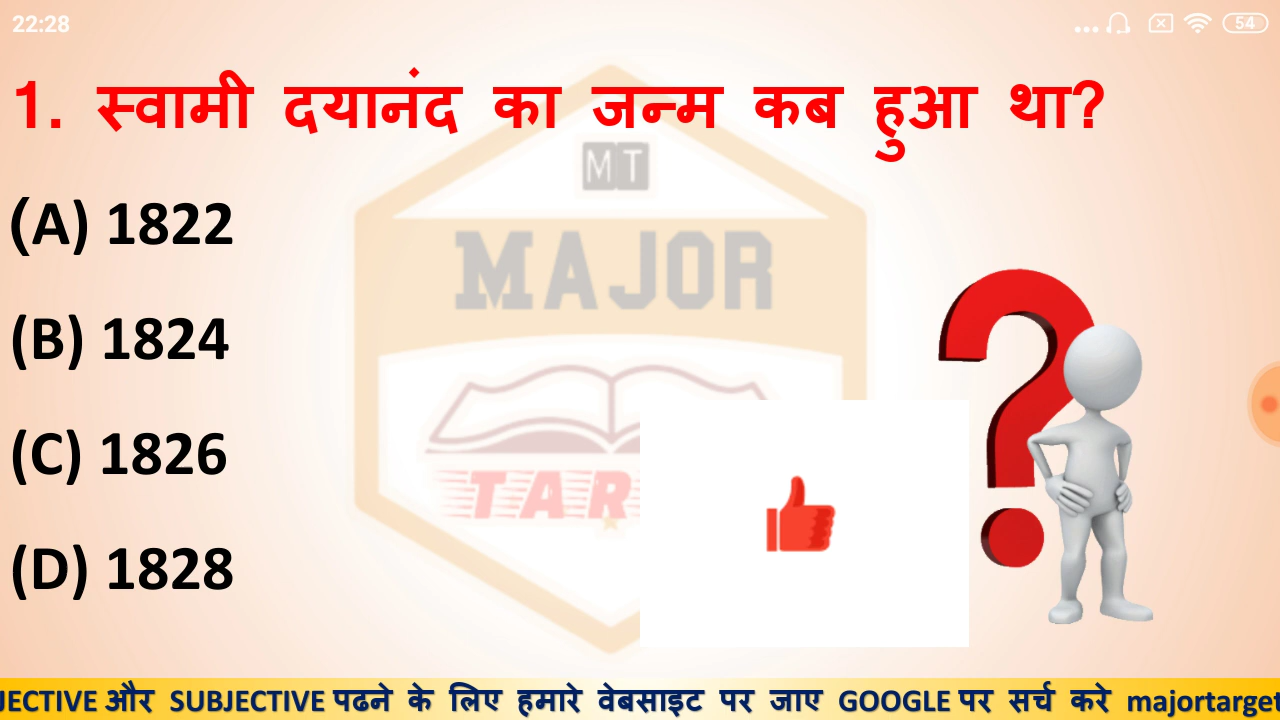 22:28
54
1. स्वामी दयानंद का जन्म कब हुआ था?
MT
(A) 1822
MAJOR
(B) 1824
(C) 1826
TAR
(D) 1828
JECTIVE और SUBJECTIVE पढने के लिए हमारे वेबसाइट पर जाए GOOGLE पर सर्च करे majortarget